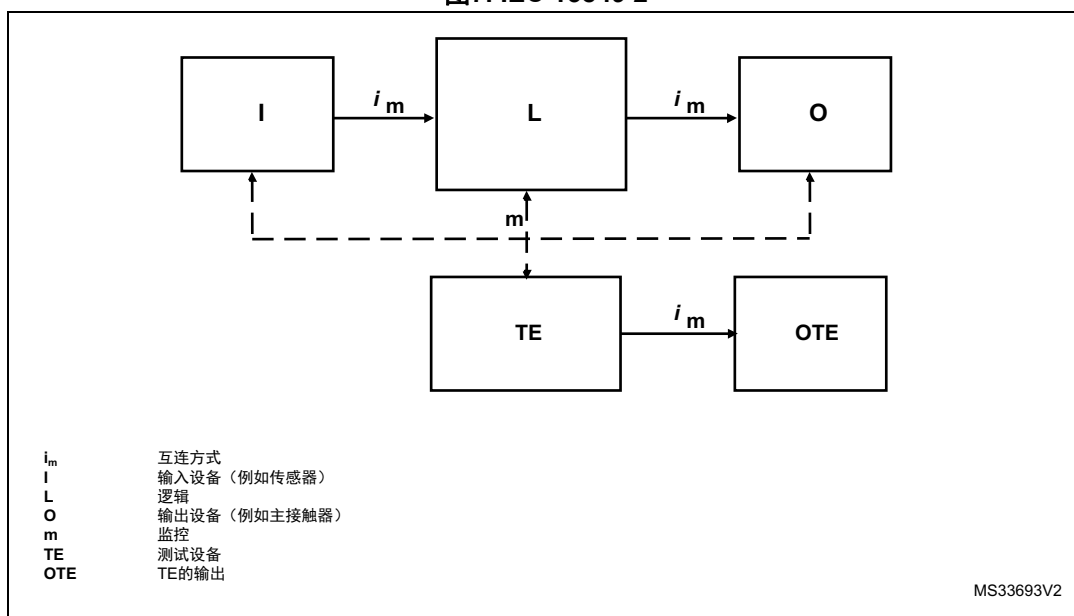 I
i m
L
i m
O
m
TE
i m
OTE
im 互连方式
I 输入设备（例如传感器）
L 逻辑
O 输出设备（例如主接触器）
m 监控
TE 测试设备
OTE TE的输出
MS33693V2